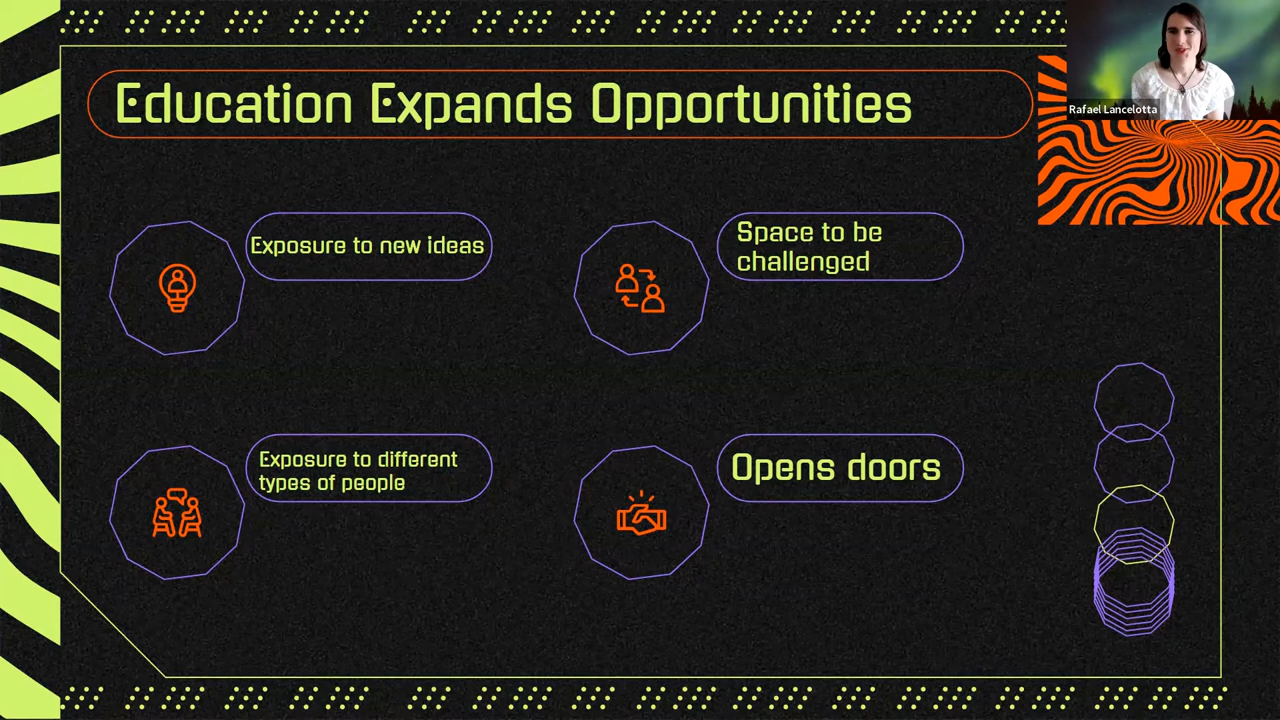 Education Expands Opportunities
Rafael Lancelotta
Exposure to new ideas
Space to be
challenged
Exposure to different
types of people
Opens doors